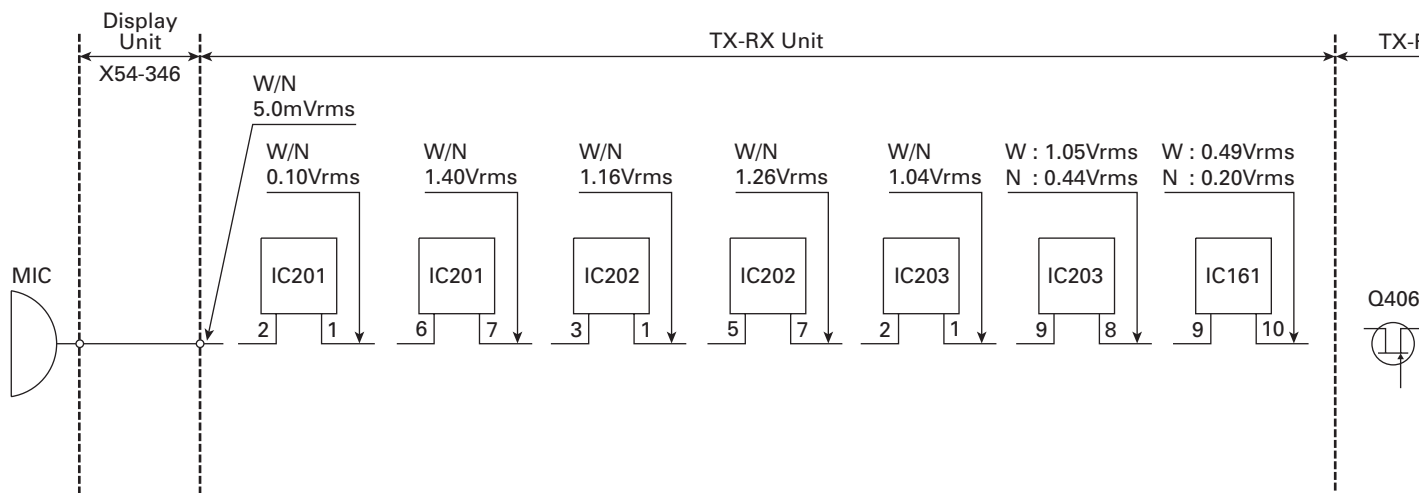 Display
Unit
X54-346
TX-RX Unit
TX-R
W/N
5.0mVrms
W/N
0.10Vrms
W/N
1.40Vrms
W/N
1.16Vrms
W/N
1.26Vrms
W/N
1.04Vrms
W : 1.05Vrms
N : 0.44Vrms
W : 0.49Vrms
N : 0.20Vrms
MIC
IC201
IC201
IC202
IC202
IC203
IC203
IC161
Q406
2 1
6 7
3 1
5 7
2 1
9 8
9 10